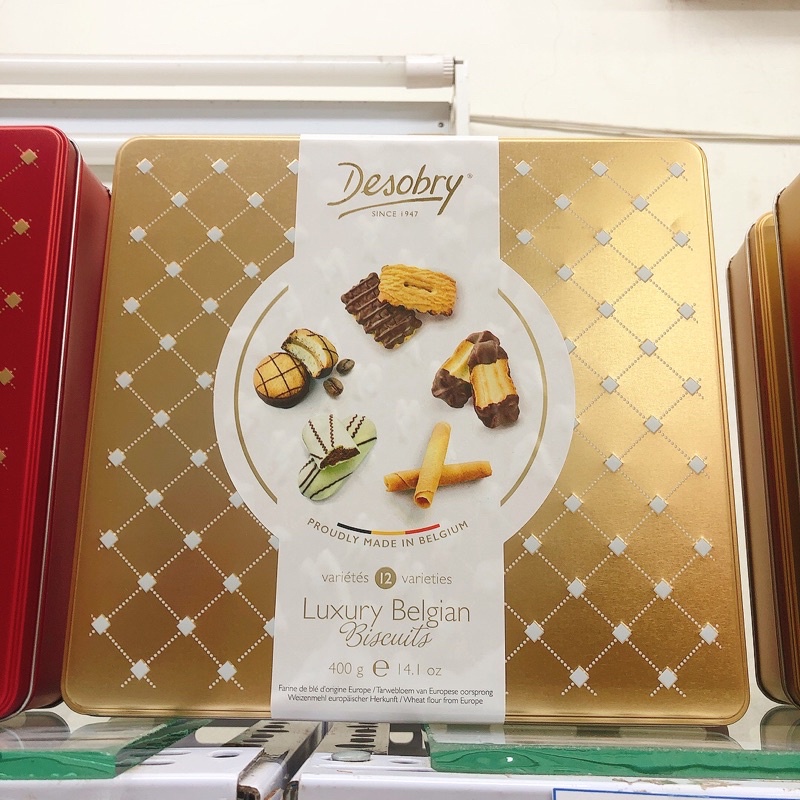 Desobry®
SINCE 1947
PROUDLY MADE IN BELGIUM
variétés 12 varieties
Luxury Belgian
Biscuits
400 g ℮ 14.1 oz
Farine de blé d'origine Europe / Tarwebloem van Europese oorsprong
Weizenmehl europäischer Herkunft / Wheat flour from Europe